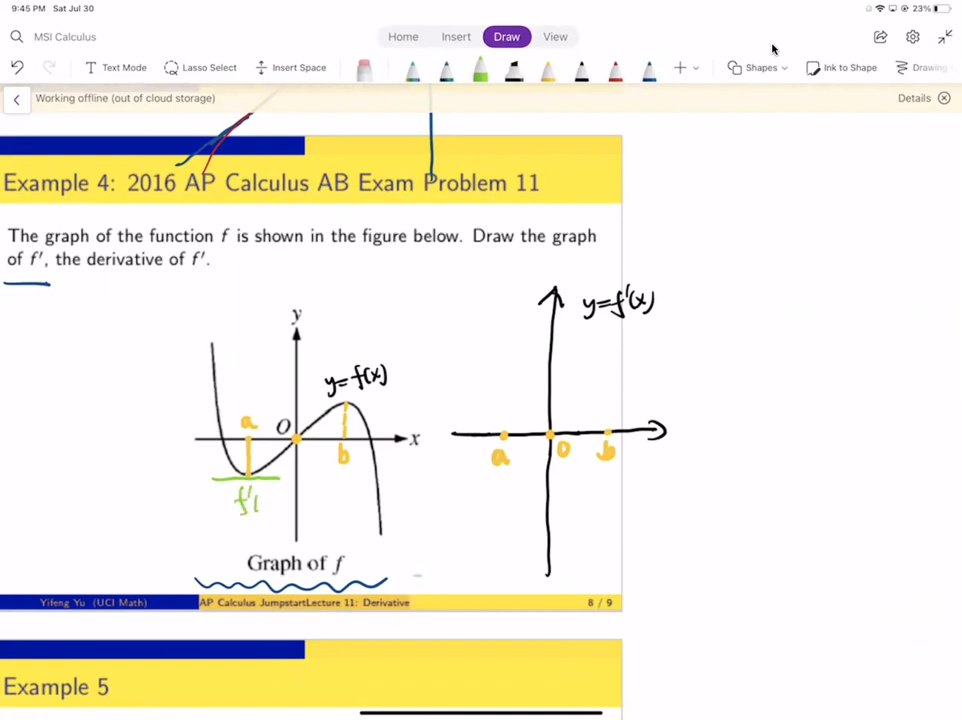 9:45 PM Sat Jul 30
23%
MSI Calculus
Home Insert Draw View
Text Mode Lasso Select Insert Space Shapes Ink to Shape Drawing
Working offline (out of cloud storage) Details
Example 4: 2016 AP Calculus AB Exam Problem 11
The graph of the function f is shown in the figure below. Draw the graph
of f′, the derivative of f′.
y
y=f'(x)
y=f(x)
a
O
x
b
a
O
b
f'(
Graph of f
Yifeng Yu (UCI Math) AP Calculus JumpstartLecture 11: Derivative 8 / 9
Example 5